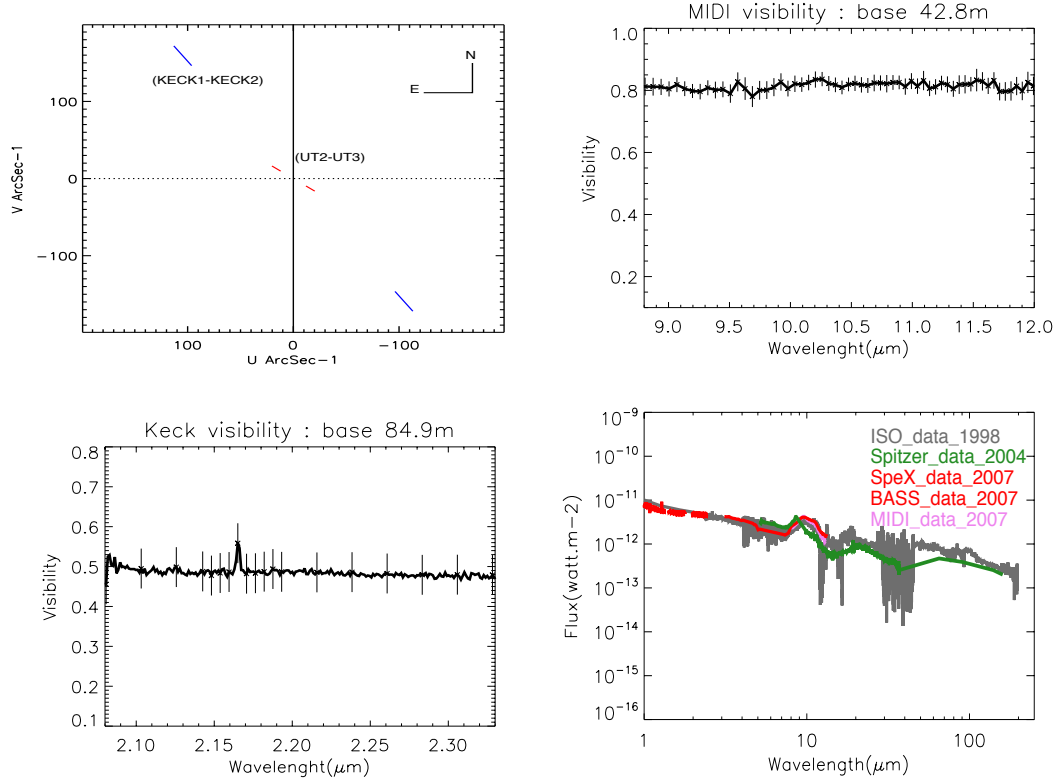 (KECK1-KECK2)
N
E
(UT2-UT3)
100
0
-100
V ArcSec-1
100
0
-100
U ArcSec-1
MIDI visibility : base 42.8m
1.0
0.8
0.6
0.4
0.2
Visibility
9.0 9.5 10.0 10.5 11.0 11.5 12.0
Wavelenght(μm)
Keck visibility : base 84.9m
0.8
0.7
0.6
0.5
0.4
0.3
0.2
0.1
Visibility
2.10 2.15 2.20 2.25 2.30
Wavelenght(μm)
10-9
10-10
10-11
10-12
10-13
10-14
10-15
10-16
Flux(watt.m-2)
ISO_data_1998
Spitzer_data_2004
SpeX_data_2007
BASS_data_2007
MIDI_data_2007
1 10 100
Wavelength(μm)